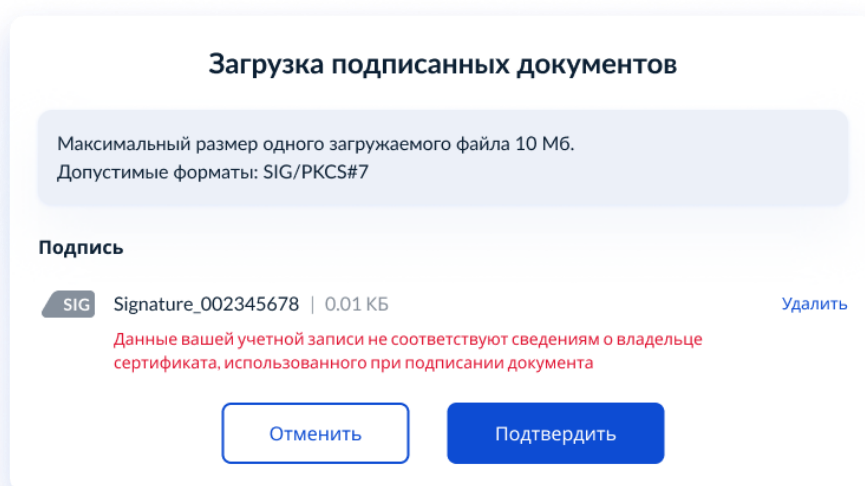 Загрузка подписанных документов
Максимальный размер одного загружаемого файла 10 Мб.
Допустимые форматы: SIG/PKCS#7
Подпись
SIG Signature_002345678 | 0.01 КБ Удалить
Данные вашей учетной записи не соответствуют сведениям о владельце
сертификата, использованного при подписании документа
Отменить Подтвердить